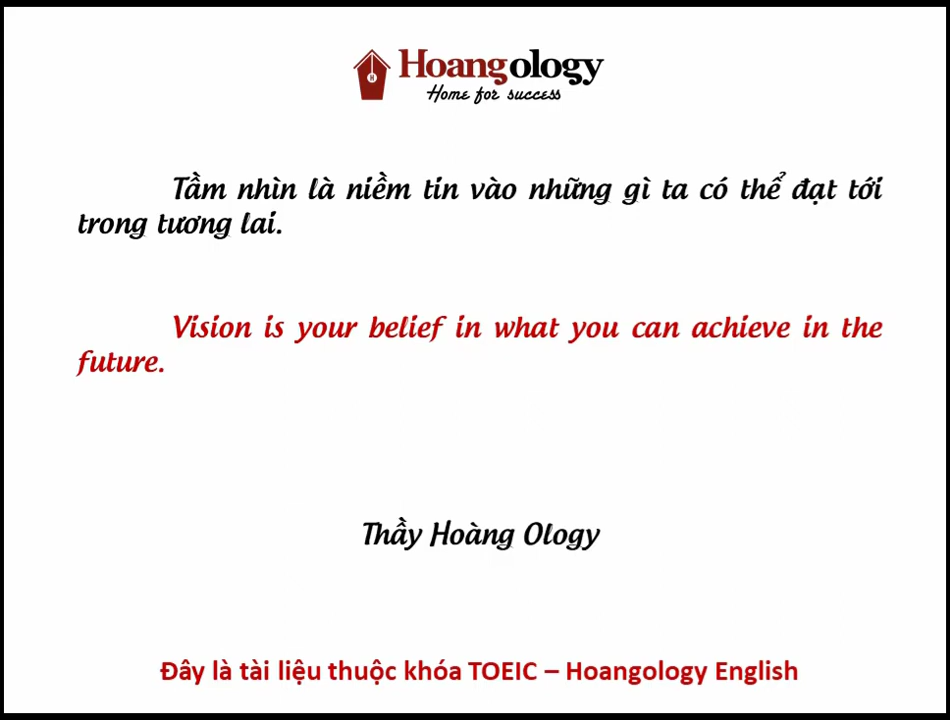 Hoangology
Home for success
Tầm nhìn là niềm tin vào những gì ta có thể đạt tới
trong tương lai.
Vision is your belief in what you can achieve in the
future.
Thầy Hoàng Ology
Đây là tài liệu thuộc khóa TOEIC – Hoangology English